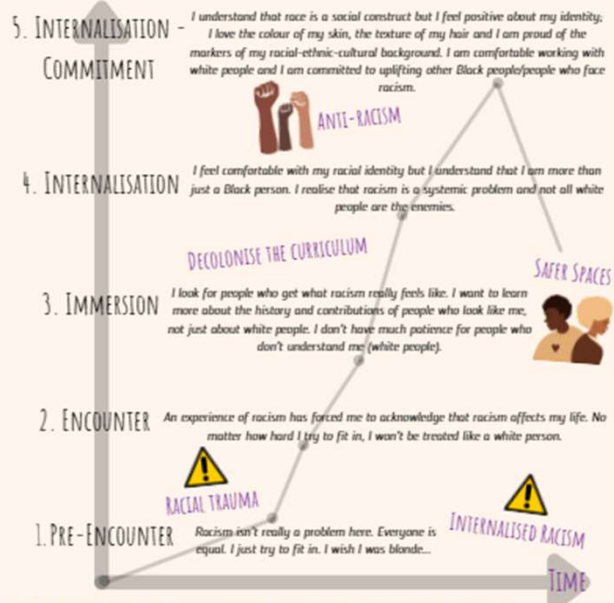 5. Internalisation -
Commitment
I understand that race is a social construct but I feel positive about my identity;
I love the colour of my skin, the texture of my hair and I am proud of the
markers of my racial-ethnic-cultural background. I am comfortable working with
white people and I am committed to uplifting other Black people/people who face
racism.
Anti-racism
4. Internalisation
I feel comfortable with my racial identity but I understand that I am more than
just a Black person. I realise that racism is a systemic problem and not all white
people are the enemies.
Decolonise the curriculum
Safer Spaces
3. Immersion
I look for people who get what racism really feels like. I want to learn
more about the history and contributions of people who look like me,
not just about white people. I don't have much patience for people who
don't understand me (white people).
2. Encounter
An experience of racism has forced me to acknowledge that racism affects my life. No
matter how hard I try to fit in, I won't be treated like a white person.
Racial trauma
Internalised Racism
1. Pre-Encounter
Racism isn't really a problem here. Everyone is
equal. I just try to fit in. I wish I was blonde...
Time